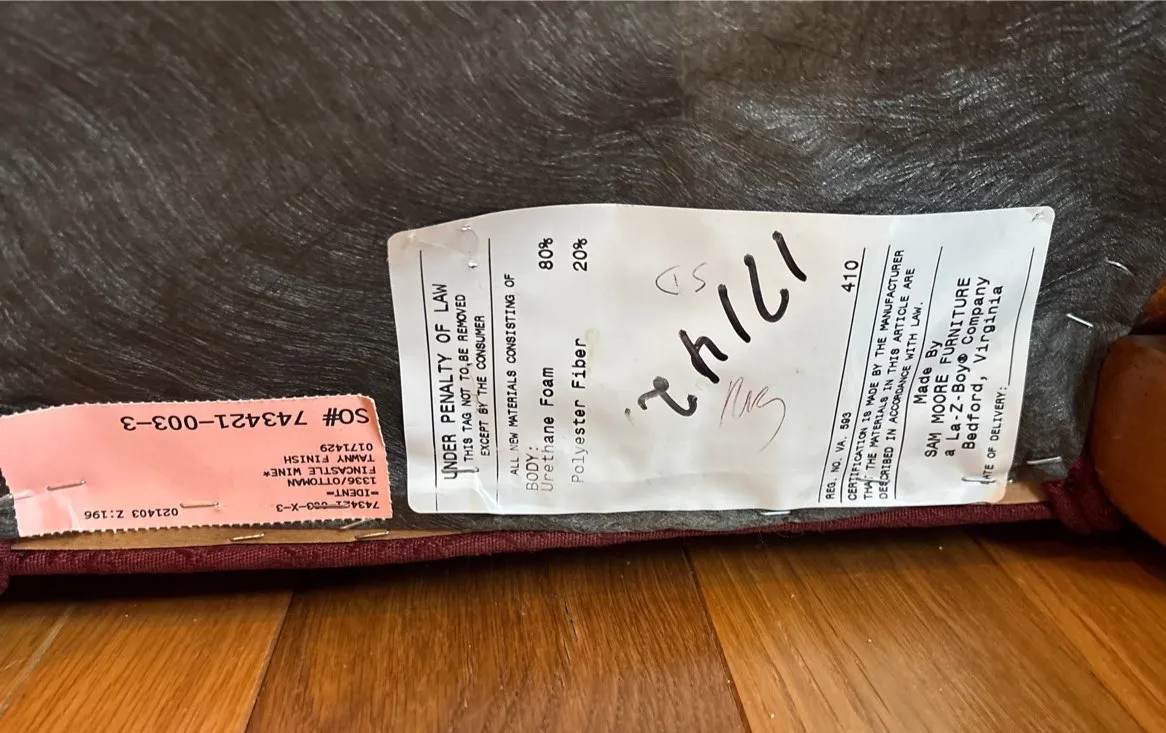 743421-003-X-3
021403 Z:196
=IDENT=
1336/OTTOMAN
FINCASTLE WINE*
TAWNY FINISH
0171429
SO# 743421-003-3
UNDER PENALTY OF LAW
THIS TAG NOT TO BE REMOVED
EXCEPT BY THE CONSUMER
ALL NEW MATERIALS CONSISTING OF
BODY:
Urethane Foam 80%
Polyester Fiber 20%
17142
REG. NO. VA. 593 410
CERTIFICATION IS MADE BY THE MANUFACTURER
THAT THE MATERIALS IN THIS ARTICLE ARE
DESCRIBED IN ACCORDANCE WITH LAW.
Made By
SAM MOORE FURNITURE
a La-Z-Boy® Company
Bedford, Virginia
DATE OF DELIVERY: